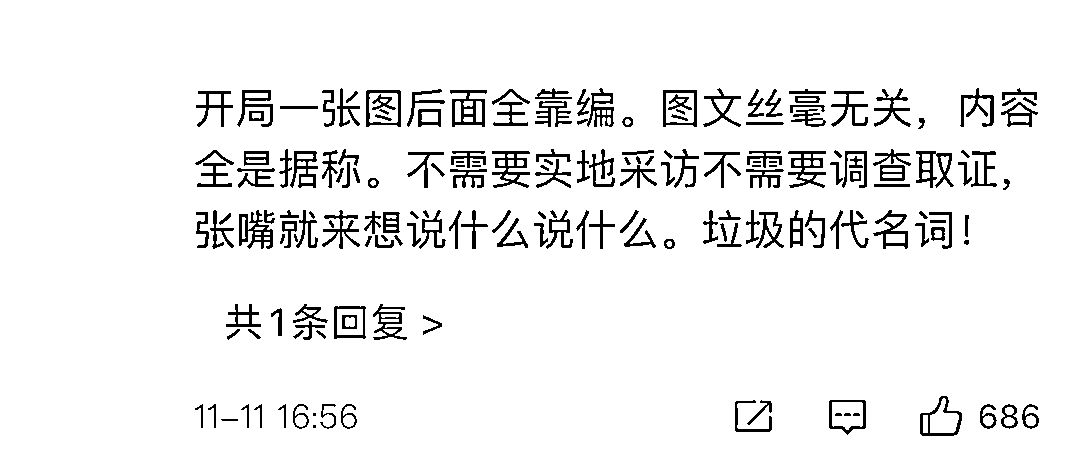 开局一张图后面全靠编。图文丝毫无关，内容
全是据称。不需要实地采访不需要调查取证，
张嘴就来想说什么说什么。垃圾的代名词！
共1条回复 >
11-11 16:56 686